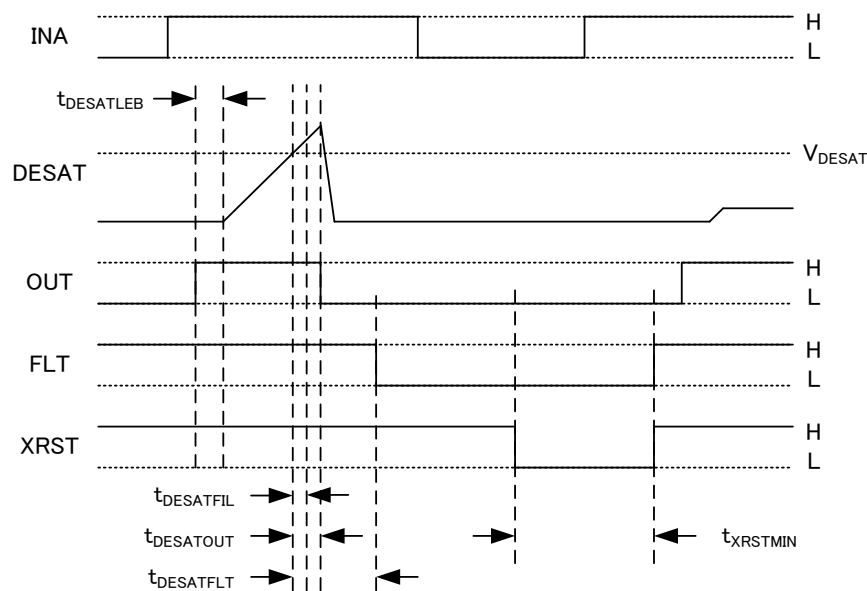 INA
H
L
tDESATLEB
DESAT
VDESAT
OUT
H
L
FLT
H
L
XRST
H
L
tDESATFIL
tDESATOUT
tXRSTMIN
tDESATFLT